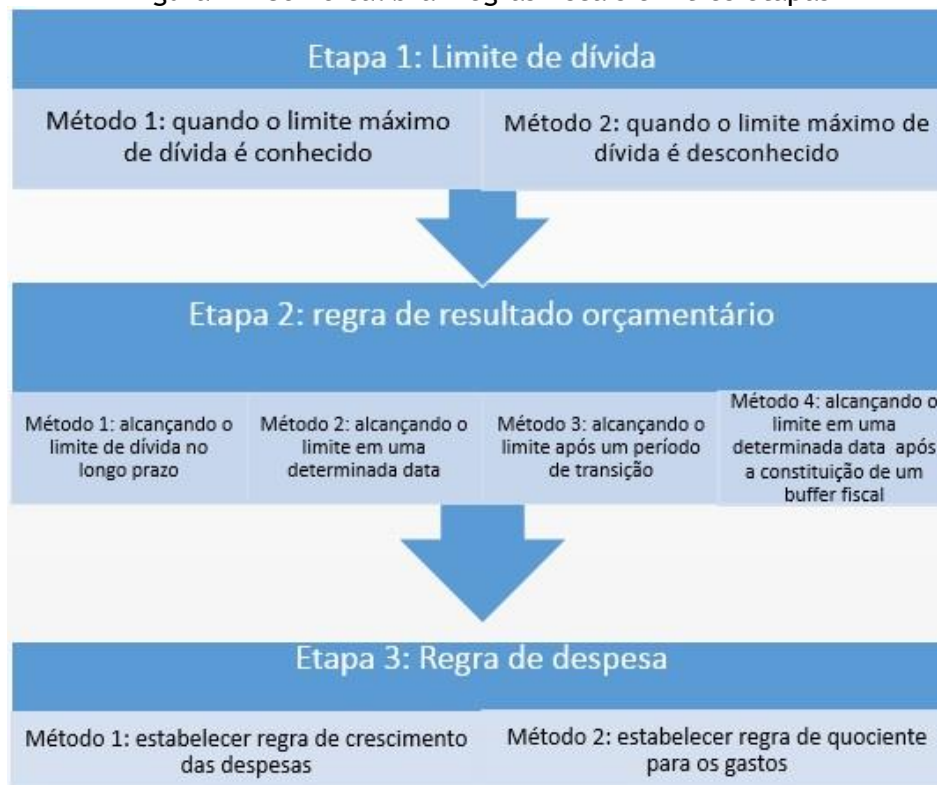 Etapa 1: Limite de dívida
Método 1: quando o limite máximo
de dívida é conhecido
Método 2: quando o limite máximo de
dívida é desconhecido
Etapa 2: regra de resultado orçamentário
Método 1: alcançando o
limite de dívida no
longo prazo
Método 2: alcançando o
limite em uma
determinada data
Método 3: alcançando o
limite após um período
de transição
Método 4: alcançando o
limite em uma
determinada data após
a constituição de um
buffer fiscal
Etapa 3: Regra de despesa
Método 1: estabelecer regra de crescimento
das despesas
Método 2: estabelecer regra de quociente
para os gastos